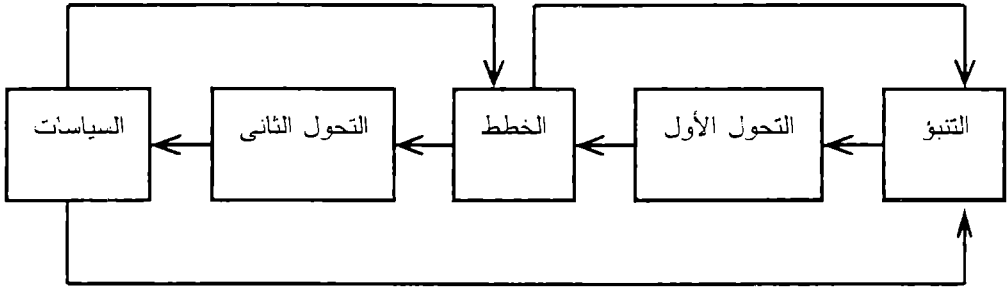 التنبؤ
التحول الأول
الخطط
التحول الثانى
السياسات